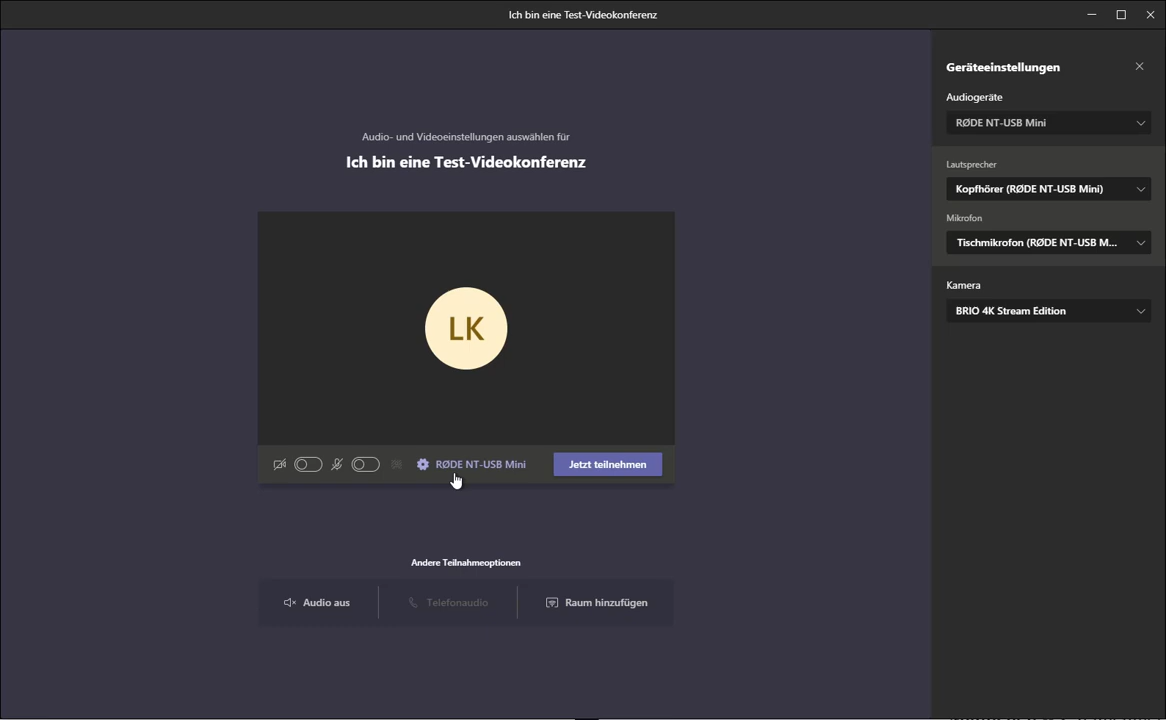 Ich bin eine Test-Videokonferenz
Audio- und Videoeinstellungen auswählen für
Ich bin eine Test-Videokonferenz
LK
RØDE NT-USB Mini
Jetzt teilnehmen
Andere Teilnahmeoptionen
Audio aus
Telefonaudio
Raum hinzufügen
Geräteeinstellungen
Audiogeräte
RØDE NT-USB Mini
Lautsprecher
Kopfhörer (RØDE NT-USB Mini)
Mikrofon
Tischmikrofon (RØDE NT-USB M...
Kamera
BRIO 4K Stream Edition